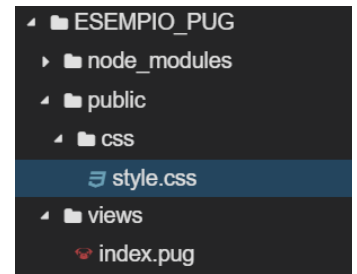 ESEMPIO_PUG
node_modules
public
css
style.css
views
index.pug